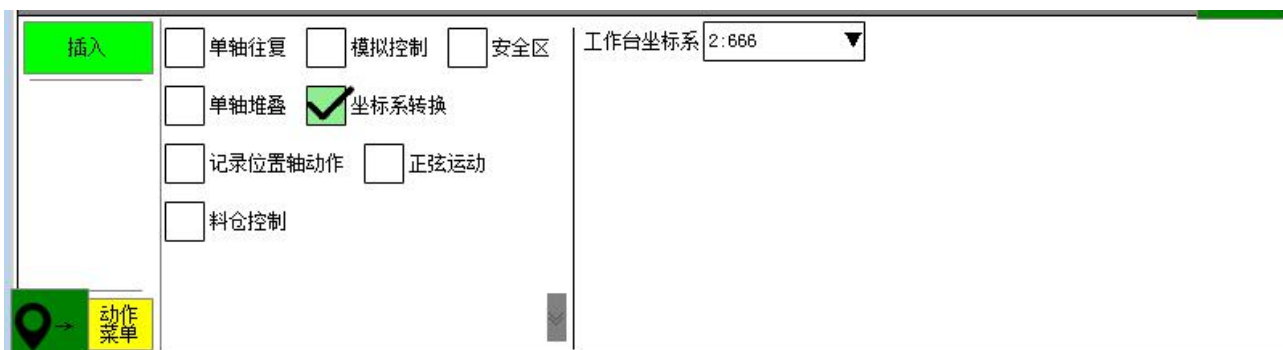 插入
单轴往复 模拟控制 安全区
单轴堆叠 坐标系转换
记录位置轴动作 正弦运动
料仓控制
工作台坐标系 2:666
动作
菜单